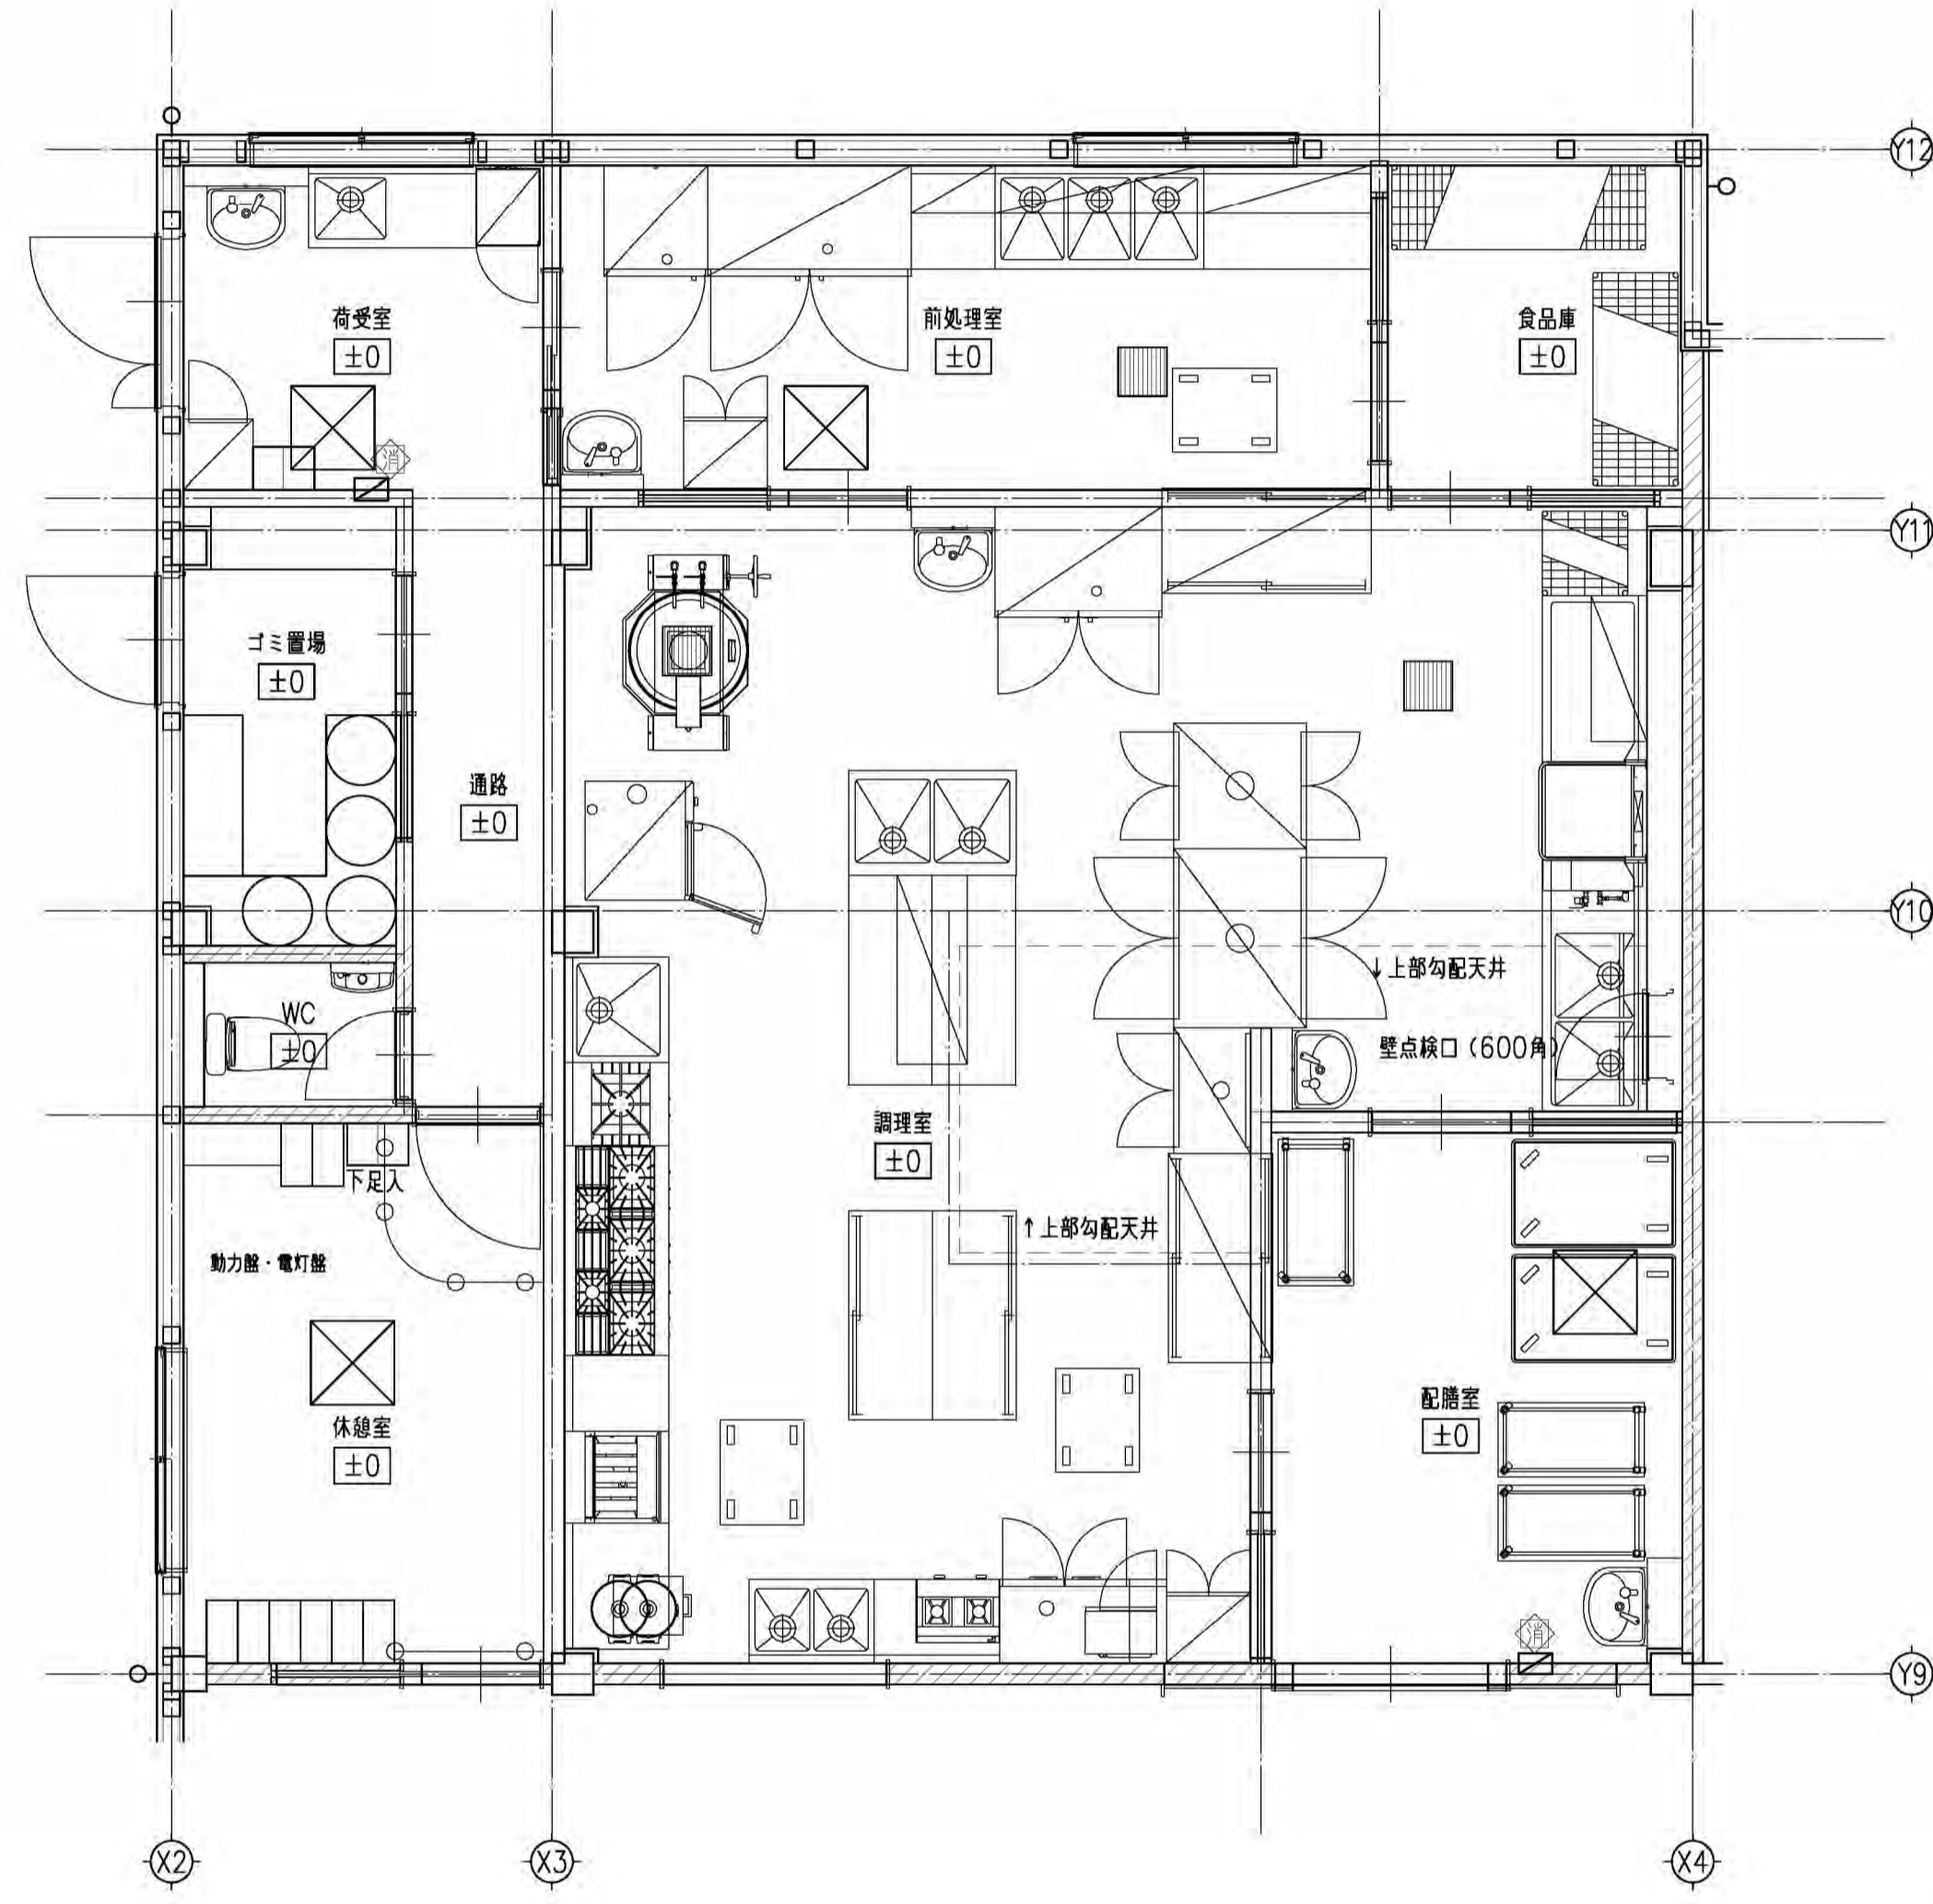 Y12
荷受室
±0
前処理室
±0
食品庫
±0
消
Y11
ゴミ置場
±0
通路
±0
Y10
↓上部勾配天井
WC
±0
壁点検口(600角)
調理室
±0
下足入
↑上部勾配天井
動力盤・電灯盤
配膳室
±0
休憩室
±0
消
Y9
X2
X3
X4